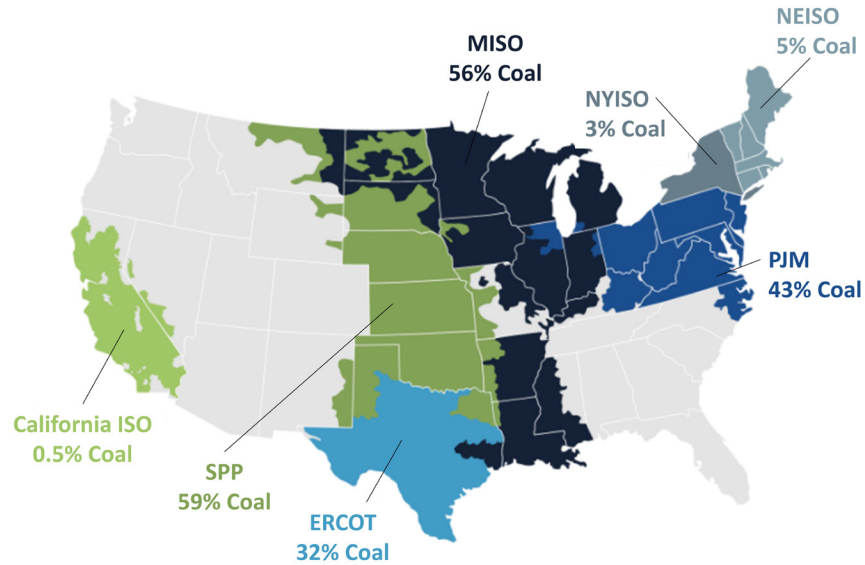 NEISO
5% Coal
MISO
56% Coal
NYISO
3% Coal
PJM
43% Coal
California ISO
0.5% Coal
SPP
59% Coal
ERCOT
32% Coal